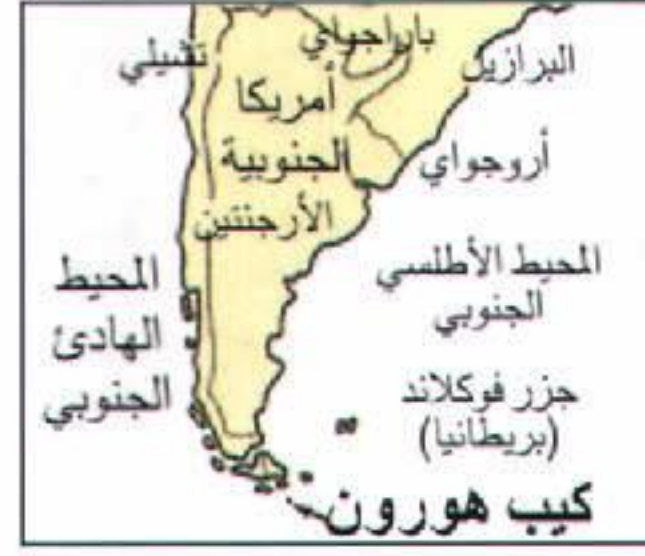 باراجواي
البرازيل
تشيلي
أمريكا
الجنوبية
أروجواي
الأرجنتين
المحيط الأطلسي
الجنوبي
المحيط
الهادئ
الجنوبي
جزر فوكلاند
(بريطانيا)
كيب هورون